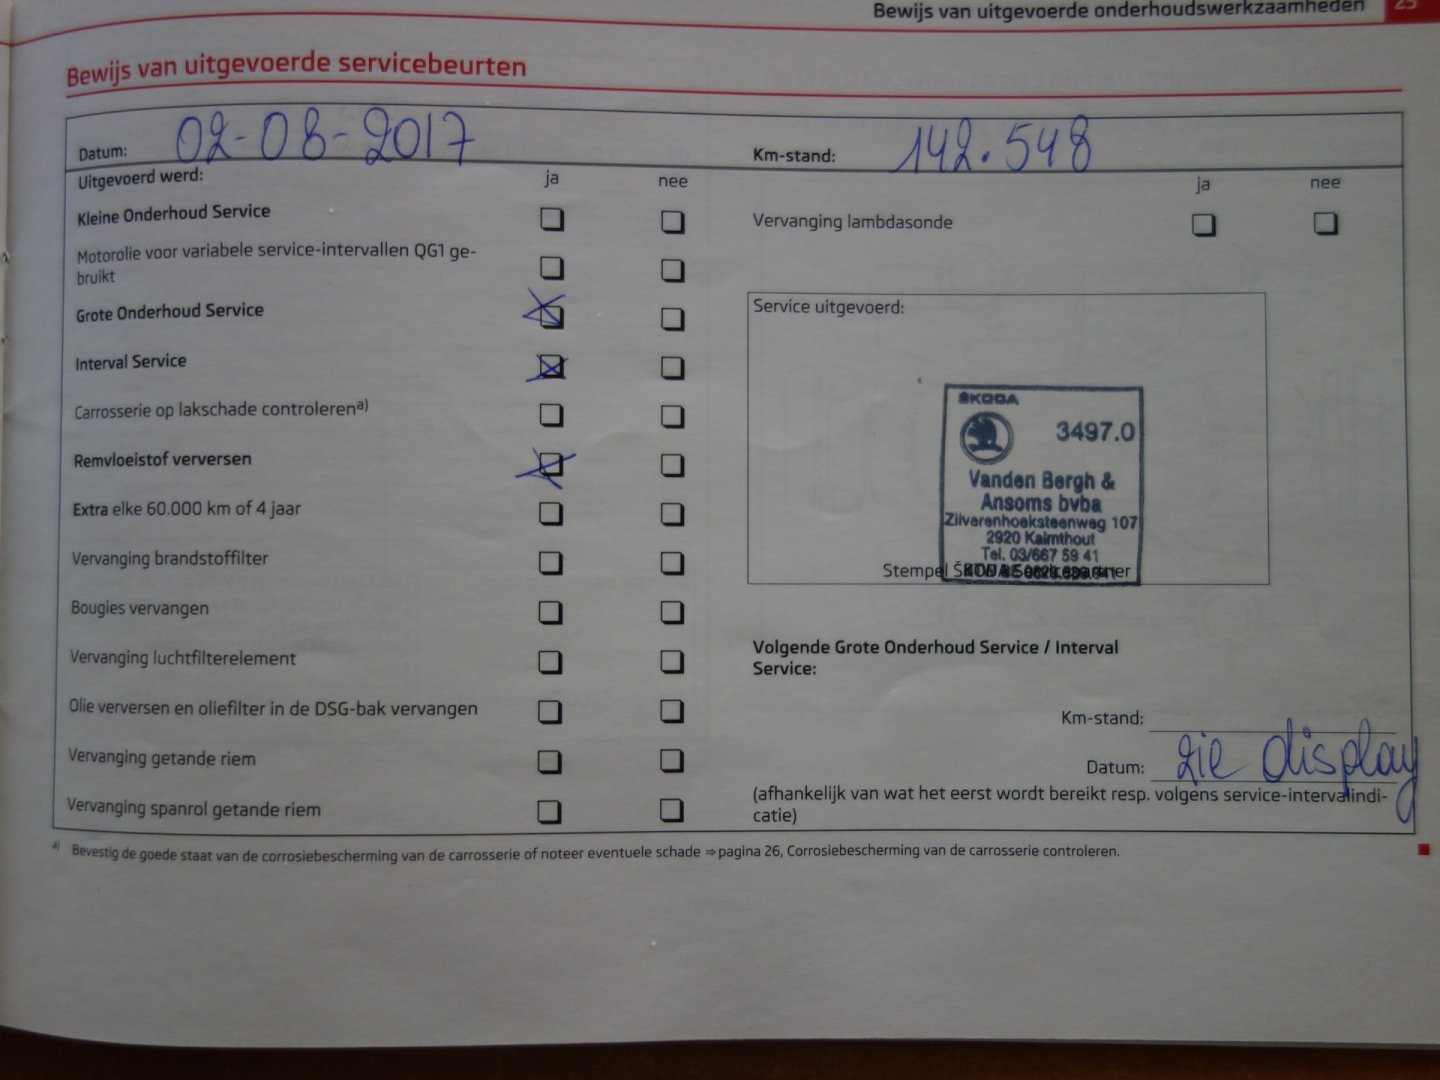 Bewijs van uitgevoerde onderhoudswerkzaamheden 25
Bewijs van uitgevoerde servicebeurten
Datum: 02-08-2017
Km-stand: 142.548
Uitgevoerd werd: ja nee
ja nee
Kleine Onderhoud Service
Vervanging lambdasonde
Motorolie voor variabele service-intervallen QG1 ge-
bruikt
Grote Onderhoud Service
Interval Service
Carrosserie op lakschade controleren a)
Remvloeistof verversen
Extra elke 60.000 km of 4 jaar
Vervanging brandstoffilter
Bougies vervangen
Vervanging luchtfilterelement
Olie verversen en oliefilter in de DSG-bak vervangen
Vervanging getande riem
Vervanging spanrol getande riem
Service uitgevoerd:
ŠKODA
3497.0
Vanden Bergh &
Ansoms bvba
Zilverenhoeksteenweg 107
2920 Kalmthout
Tel. 03/667 59 41
Stempel ŠKODA Servicepartner
Volgende Grote Onderhoud Service / Interval
Service:
Km-stand:
Datum: zie display
(afhankelijk van wat het eerst wordt bereikt resp. volgens service-intervalindi-
catie)
a) Bevestig de goede staat van de corrosiebescherming van de carrosserie of noteer eventuele schade ⇒ pagina 26, Corrosiebescherming van de carrosserie controleren.